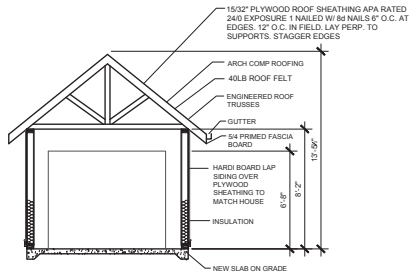 15/32" PLYWOOD ROOF SHEATHING APA RATED
24/0 EXPOSURE 1 NAILED W/ 8d NAILS 6" O.C. AT
EDGES. 12" O.C. IN FIELD. LAY PERP. TO
SUPPORTS. STAGGER EDGES
ARCH COMP ROOFING
40LB ROOF FELT
ENGINEERED ROOF
TRUSSES
GUTTER
5/4 PRIMED FASCIA
BOARD
HARDI BOARD LAP
SIDING OVER
PLYWOOD
SHEATHING TO
MATCH HOUSE
INSULATION
6'-8"
8'-2"
NEW SLAB ON GRADE